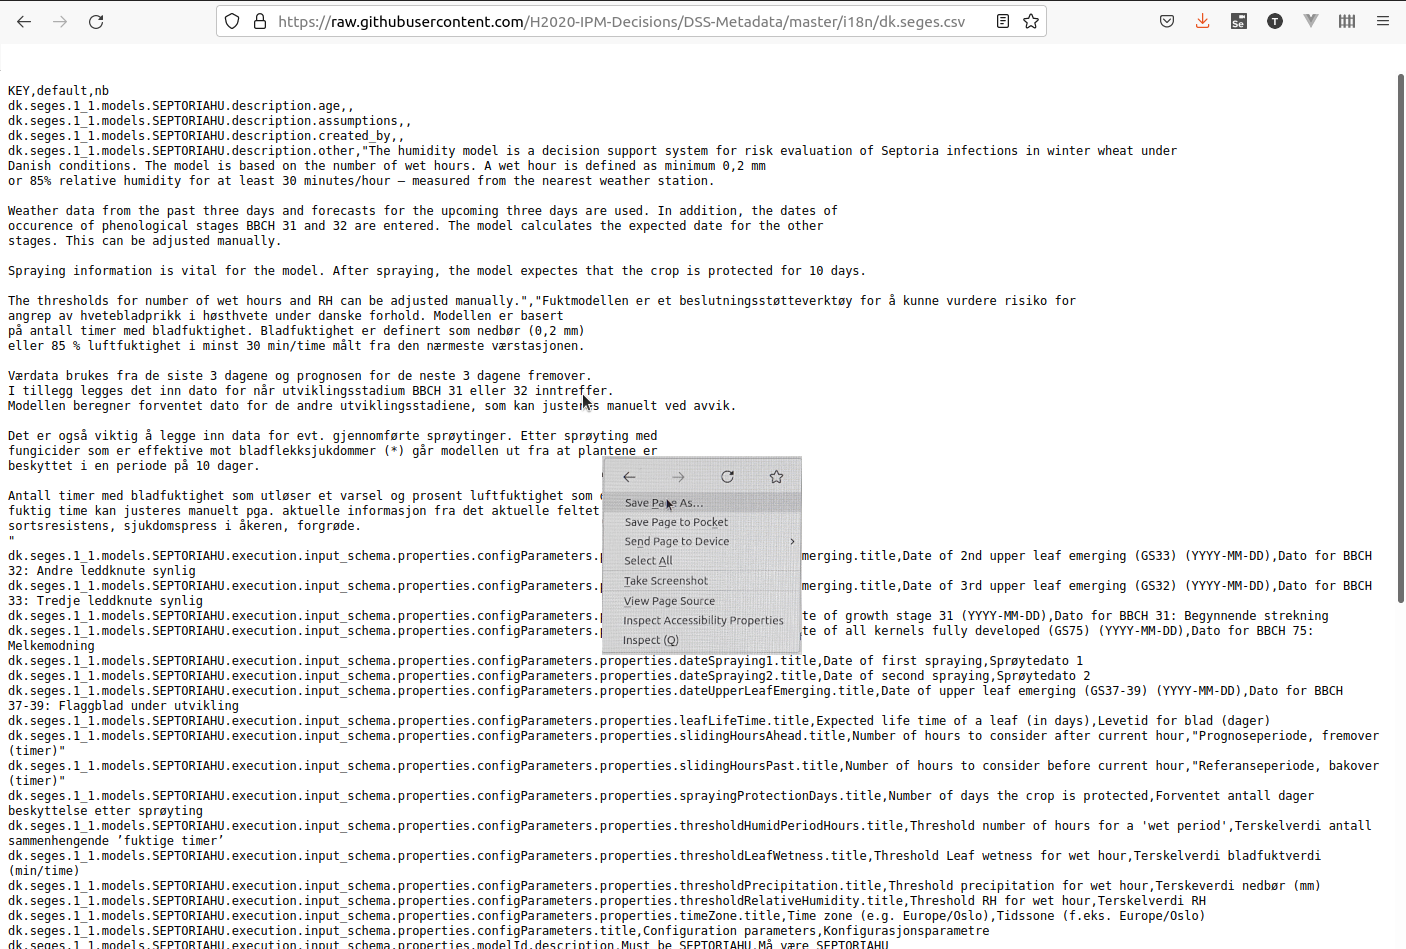 https://raw.githubusercontent.com/H2020-IPM-Decisions/DSS-Metadata/master/i18n/dk.seges.csv
Se
T
KEY,default,nb
dk.seges.1_1.models.SEPTORIAHU.description.age,,
dk.seges.1_1.models.SEPTORIAHU.description.assumptions,,
dk.seges.1_1.models.SEPTORIAHU.description.created_by,,
dk.seges.1_1.models.SEPTORIAHU.description.other,"The humidity model is a decision support system for risk evaluation of Septoria infections in winter wheat under
Danish conditions. The model is based on the number of wet hours. A wet hour is defined as minimum 0,2 mm
or 85% relative humidity for at least 30 minutes/hour – measured from the nearest weather station.
Weather data from the past three days and forecasts for the upcoming three days are used. In addition, the dates of
occurence of phenological stages BBCH 31 and 32 are entered. The model calculates the expected date for the other
stages. This can be adjusted manually.
Spraying information is vital for the model. After spraying, the model expectes that the crop is protected for 10 days.
The thresholds for number of wet hours and RH can be adjusted manually.","Fuktmodellen er et beslutningsstøtteverktøy for å kunne vurdere risiko for
angrep av hvetebladprikk i høsthvete under danske forhold. Modellen er basert
på antall timer med bladfuktighet. Bladfuktighet er definert som nedbør (0,2 mm)
eller 85 % luftfuktighet i minst 30 min/time målt fra den nærmeste værstasjonen.
Værdata brukes fra de siste 3 dagene og prognosen for de neste 3 dagene fremover.
I tillegg legges det inn dato for når utviklingsstadium BBCH 31 eller 32 inntreffer.
Modellen beregner forventet dato for de andre utviklingsstadiene, som kan justeres manuelt ved avvik.
Det er også viktig å legge inn data for evt. gjennomførte sprøytinger. Etter sprøyting med
fungicider som er effektive mot bladflekksjukdommer (*) går modellen ut fra at plantene er
beskyttet i en periode på 10 dager.
Antall timer med bladfuktighet som utløser et varsel og prosent luftfuktighet som
fuktig time kan justeres manuelt pga. aktuelle informasjon fra det aktuelle feltet
sortsresistens, sjukdomspress i åkeren, forgrøde.
"
dk.seges.1_1.models.SEPTORIAHU.execution.input_schema.properties.configParameters. merging.title,Date of 2nd upper leaf emerging (GS33) (YYYY-MM-DD),Dato for BBCH
32: Andre leddknute synlig
dk.seges.1_1.models.SEPTORIAHU.execution.input_schema.properties.configParameters. merging.title,Date of 3rd upper leaf emerging (GS32) (YYYY-MM-DD),Dato for BBCH
33: Tredje leddknute synlig
dk.seges.1_1.models.SEPTORIAHU.execution.input_schema.properties.configParameters. te of growth stage 31 (YYYY-MM-DD),Dato for BBCH 31: Begynnende strekning
dk.seges.1_1.models.SEPTORIAHU.execution.input_schema.properties.configParameters. te of all kernels fully developed (GS75) (YYYY-MM-DD),Dato for BBCH 75:
Melkemodning
dk.seges.1_1.models.SEPTORIAHU.execution.input_schema.properties.configParameters.properties.dateSpraying1.title,Date of first spraying,Sprøytedato 1
dk.seges.1_1.models.SEPTORIAHU.execution.input_schema.properties.configParameters.properties.dateSpraying2.title,Date of second spraying,Sprøytedato 2
dk.seges.1_1.models.SEPTORIAHU.execution.input_schema.properties.configParameters.properties.dateUpperLeafEmerging.title,Date of upper leaf emerging (GS37-39) (YYYY-MM-DD),Dato for BBCH
37-39: Flaggblad under utvikling
dk.seges.1_1.models.SEPTORIAHU.execution.input_schema.properties.configParameters.properties.leafLifeTime.title,Expected life time of a leaf (in days),Levetid for blad (dager)
dk.seges.1_1.models.SEPTORIAHU.execution.input_schema.properties.configParameters.properties.slidingHoursAhead.title,Number of hours to consider after current hour,"Prognoseperiode, fremover
(timer)"
dk.seges.1_1.models.SEPTORIAHU.execution.input_schema.properties.configParameters.properties.slidingHoursPast.title,Number of hours to consider before current hour,"Referanseperiode, bakover
(timer)"
dk.seges.1_1.models.SEPTORIAHU.execution.input_schema.properties.configParameters.properties.sprayingProtectionDays.title,Number of days the crop is protected,Forventet antall dager
beskyttelse etter sprøyting
dk.seges.1_1.models.SEPTORIAHU.execution.input_schema.properties.configParameters.properties.thresholdHumidPeriodHours.title,Threshold number of hours for a 'wet period',Terskelverdi antall
sammenhengende ’fuktige timer’
dk.seges.1_1.models.SEPTORIAHU.execution.input_schema.properties.configParameters.properties.thresholdLeafWetness.title,Threshold Leaf wetness for wet hour,Terskelverdi bladfuktverdi
(min/time)
dk.seges.1_1.models.SEPTORIAHU.execution.input_schema.properties.configParameters.properties.thresholdPrecipitation.title,Threshold precipitation for wet hour,Terskeverdi nedbør (mm)
dk.seges.1_1.models.SEPTORIAHU.execution.input_schema.properties.configParameters.properties.thresholdRelativeHumidity.title,Threshold RH for wet hour,Terskelverdi RH
dk.seges.1_1.models.SEPTORIAHU.execution.input_schema.properties.configParameters.properties.timeZone.title,Time zone (e.g. Europe/Oslo),Tidssone (f.eks. Europe/Oslo)
dk.seges.1_1.models.SEPTORIAHU.execution.input_schema.properties.configParameters.title,Configuration parameters,Konfigurasjonsparametre
dk.seges.1_1.models.SEPTORIAHU.execution.input_schema.properties.modelId.description,Must be SEPTORIAHU,Må være SEPTORIAHU
Save Page As...
Save Page to Pocket
Send Page to Device
Select All
Take Screenshot
View Page Source
Inspect Accessibility Properties
Inspect (Q)